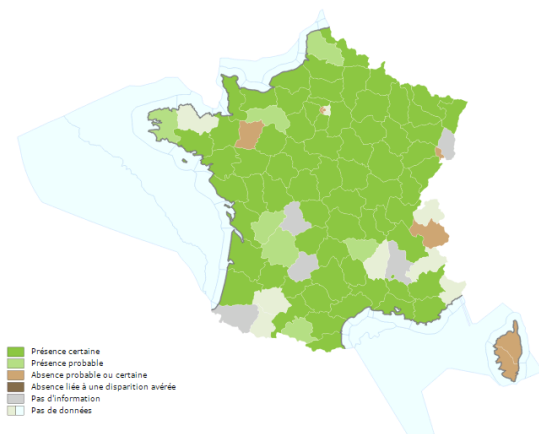 Présence certaine
Présence probable
Absence probable ou certaine
Absence liée à une disparition avérée
Pas d'information
Pas de données